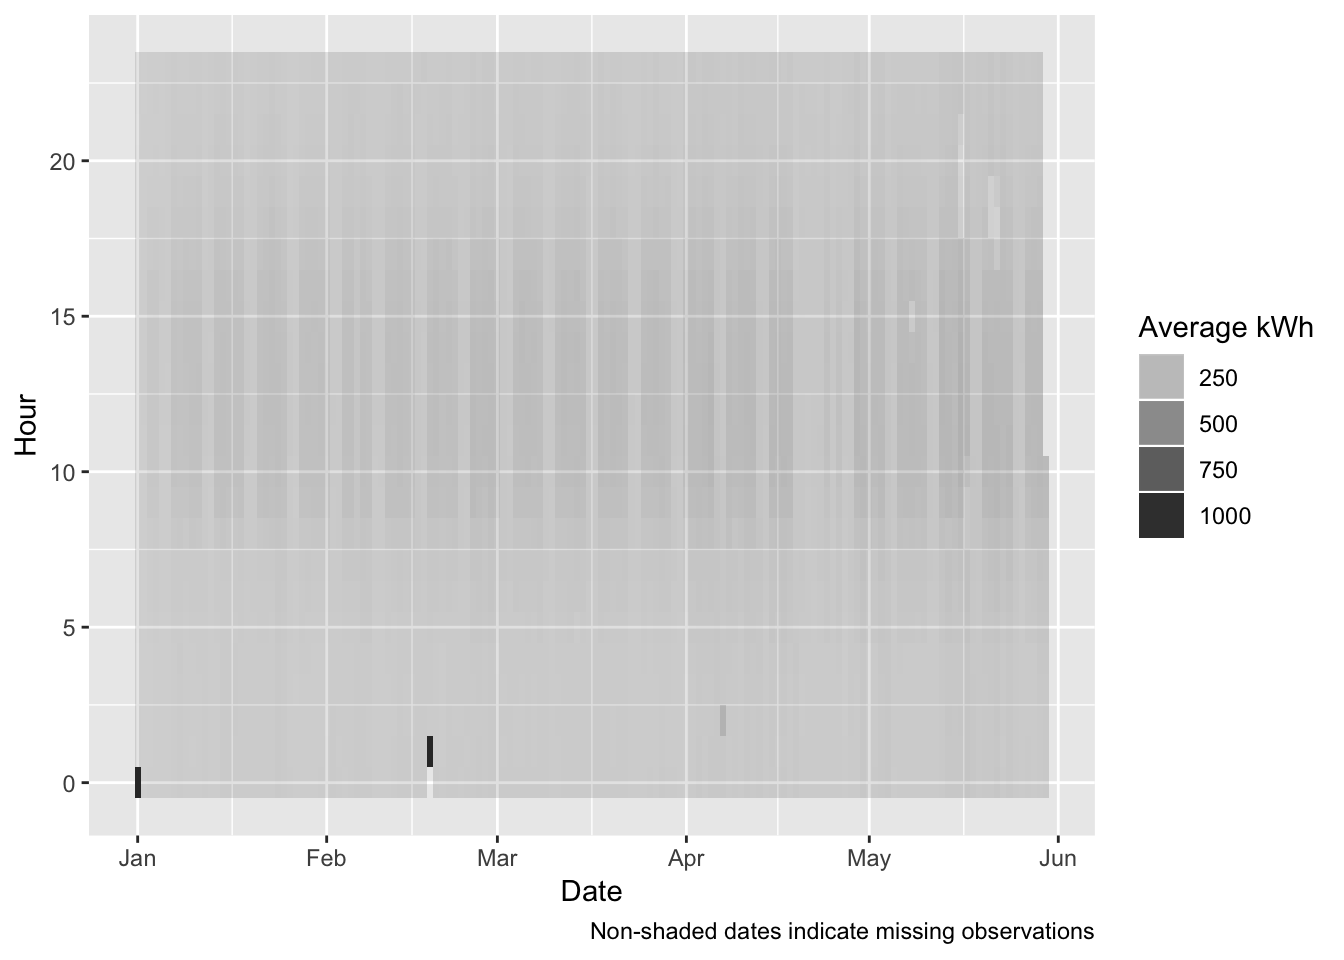 20
15
10
5
0
Hour
Jan
Feb
Mar
Apr
May
Jun
Date
Average kWh
250
500
750
1000
Non-shaded dates indicate missing observations